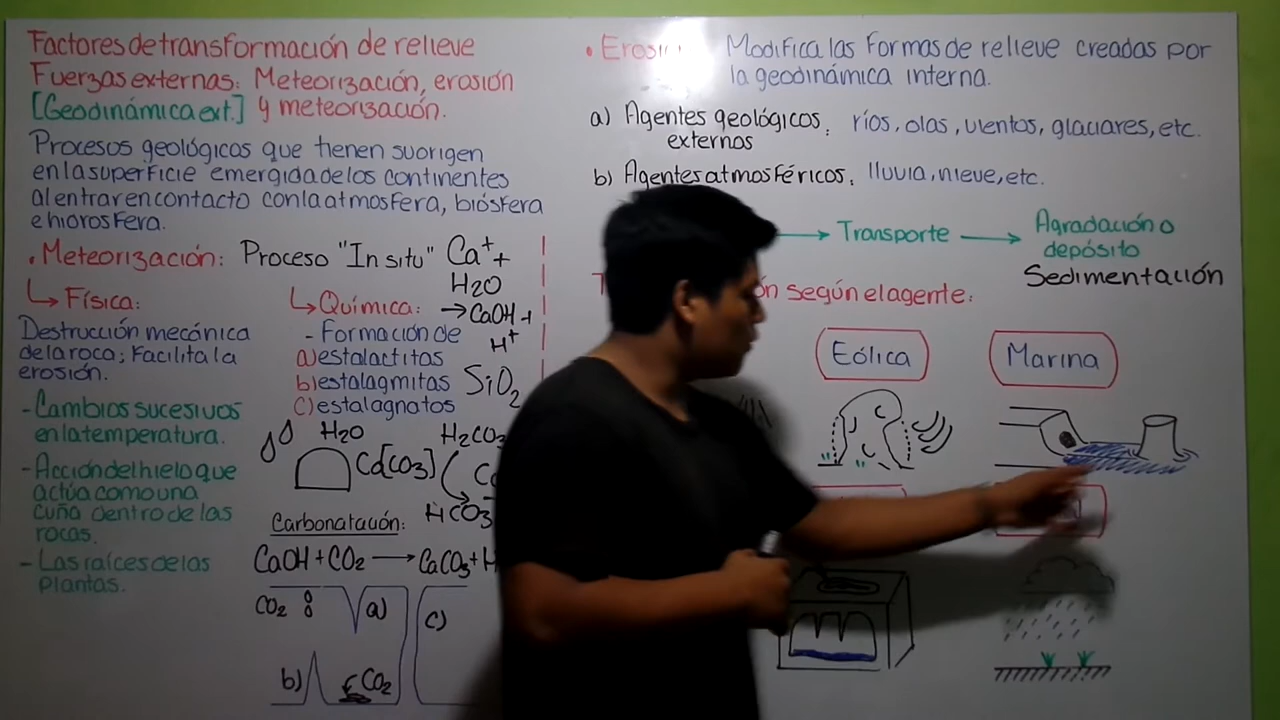 Factores de transformación de relieve
Fuerzas externas: Meteorización, erosión
[Geodinámica ext.] y meteorización.
Procesos geológicos que tienen su origen
en la superficie emergida de los continentes
al entrar en contacto con la atmosfera, biósfera
e hidrosfera.
• Meteorización: Proceso "In situ"
Ca⁺ +
H2O
→ CaOH +
H⁺
SiO2
↳ Física:
Destrucción mecánica
de la roca; Facilita la
erosión.
- Cambios sucesivos
en la temperatura.
- Acción del hielo que
actúa como una
cuña dentro de las
rocas.
- Las raíces de las
plantas.
↳ Química:
- Formación de
a) estalactitas
b) estalagmitas
c) estalagnatos
H2O
H2CO3
HCO3
Carbonatación:
CaOH + CO2 → CaCO3 + H
CO2
a)
c)
b)
CO2
• Erosi
Modifica las Formas de relieve creadas por
la geodinámica interna.
a) Agentes geológicos
externos
: ríos, olas, vientos, glaciares, etc.
b) Agentes atmosféricos: lluvia, nieve, etc.
→ Transporte → Agradación o
depósito
Sedimentación
ón según el agente:
Eólica
Marina